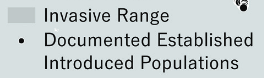 Invasive Range
• Documented Established
Introduced Populations